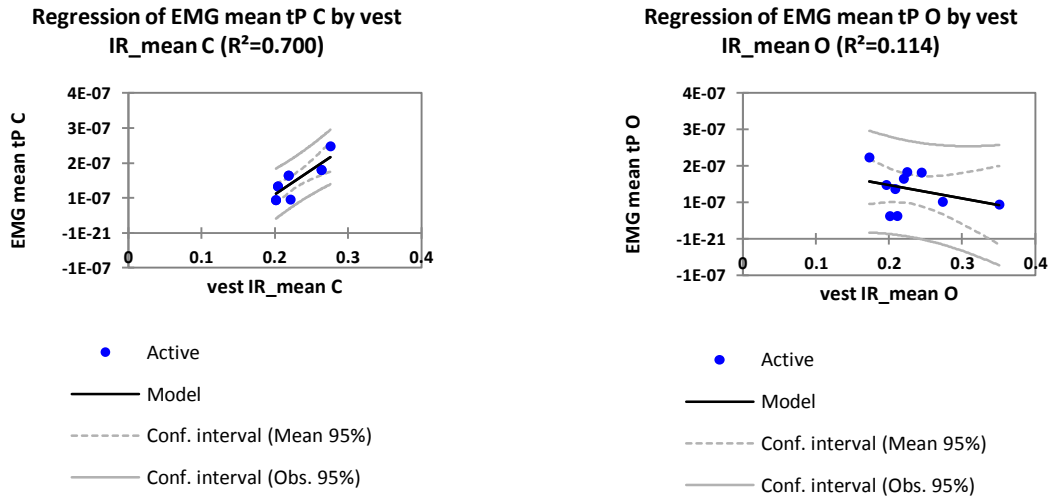 Regression of EMG mean tP C by vest
IR_mean C (R²=0.700)
4E-07
3E-07
2E-07
1E-07
-1E-21
-1E-07
0
0.1
0.2
0.3
0.4
EMG mean tP C
vest IR_mean C
Active
Model
Conf. interval (Mean 95%)
Conf. interval (Obs. 95%)
Regression of EMG mean tP O by vest
IR_mean O (R²=0.114)
4E-07
3E-07
2E-07
1E-07
-1E-21
-1E-07
0
0.1
0.2
0.3
0.4
EMG mean tP O
vest IR_mean O
Active
Model
Conf. interval (Mean 95%)
Conf. interval (Obs. 95%)